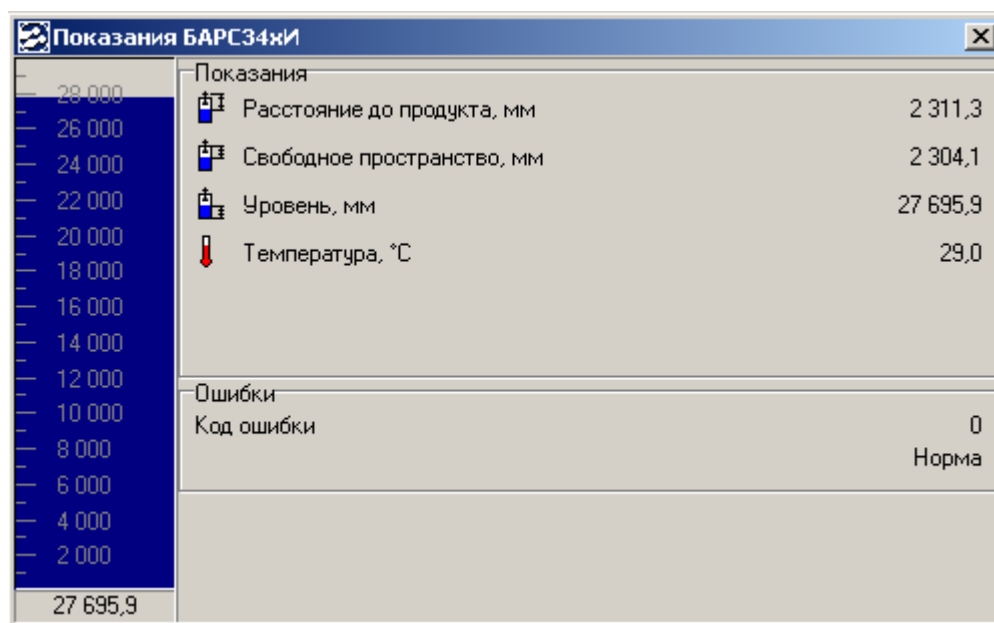 Показания БАРС34xИ
28 000
26 000
24 000
22 000
20 000
18 000
16 000
14 000
12 000
10 000
8 000
6 000
4 000
2 000
27 695,9
Показания
Расстояние до продукта, мм 2 311,3
Свободное пространство, мм 2 304,1
Уровень, мм 27 695,9
Температура, °С 29,0
Ошибки
Код ошибки 0
Норма